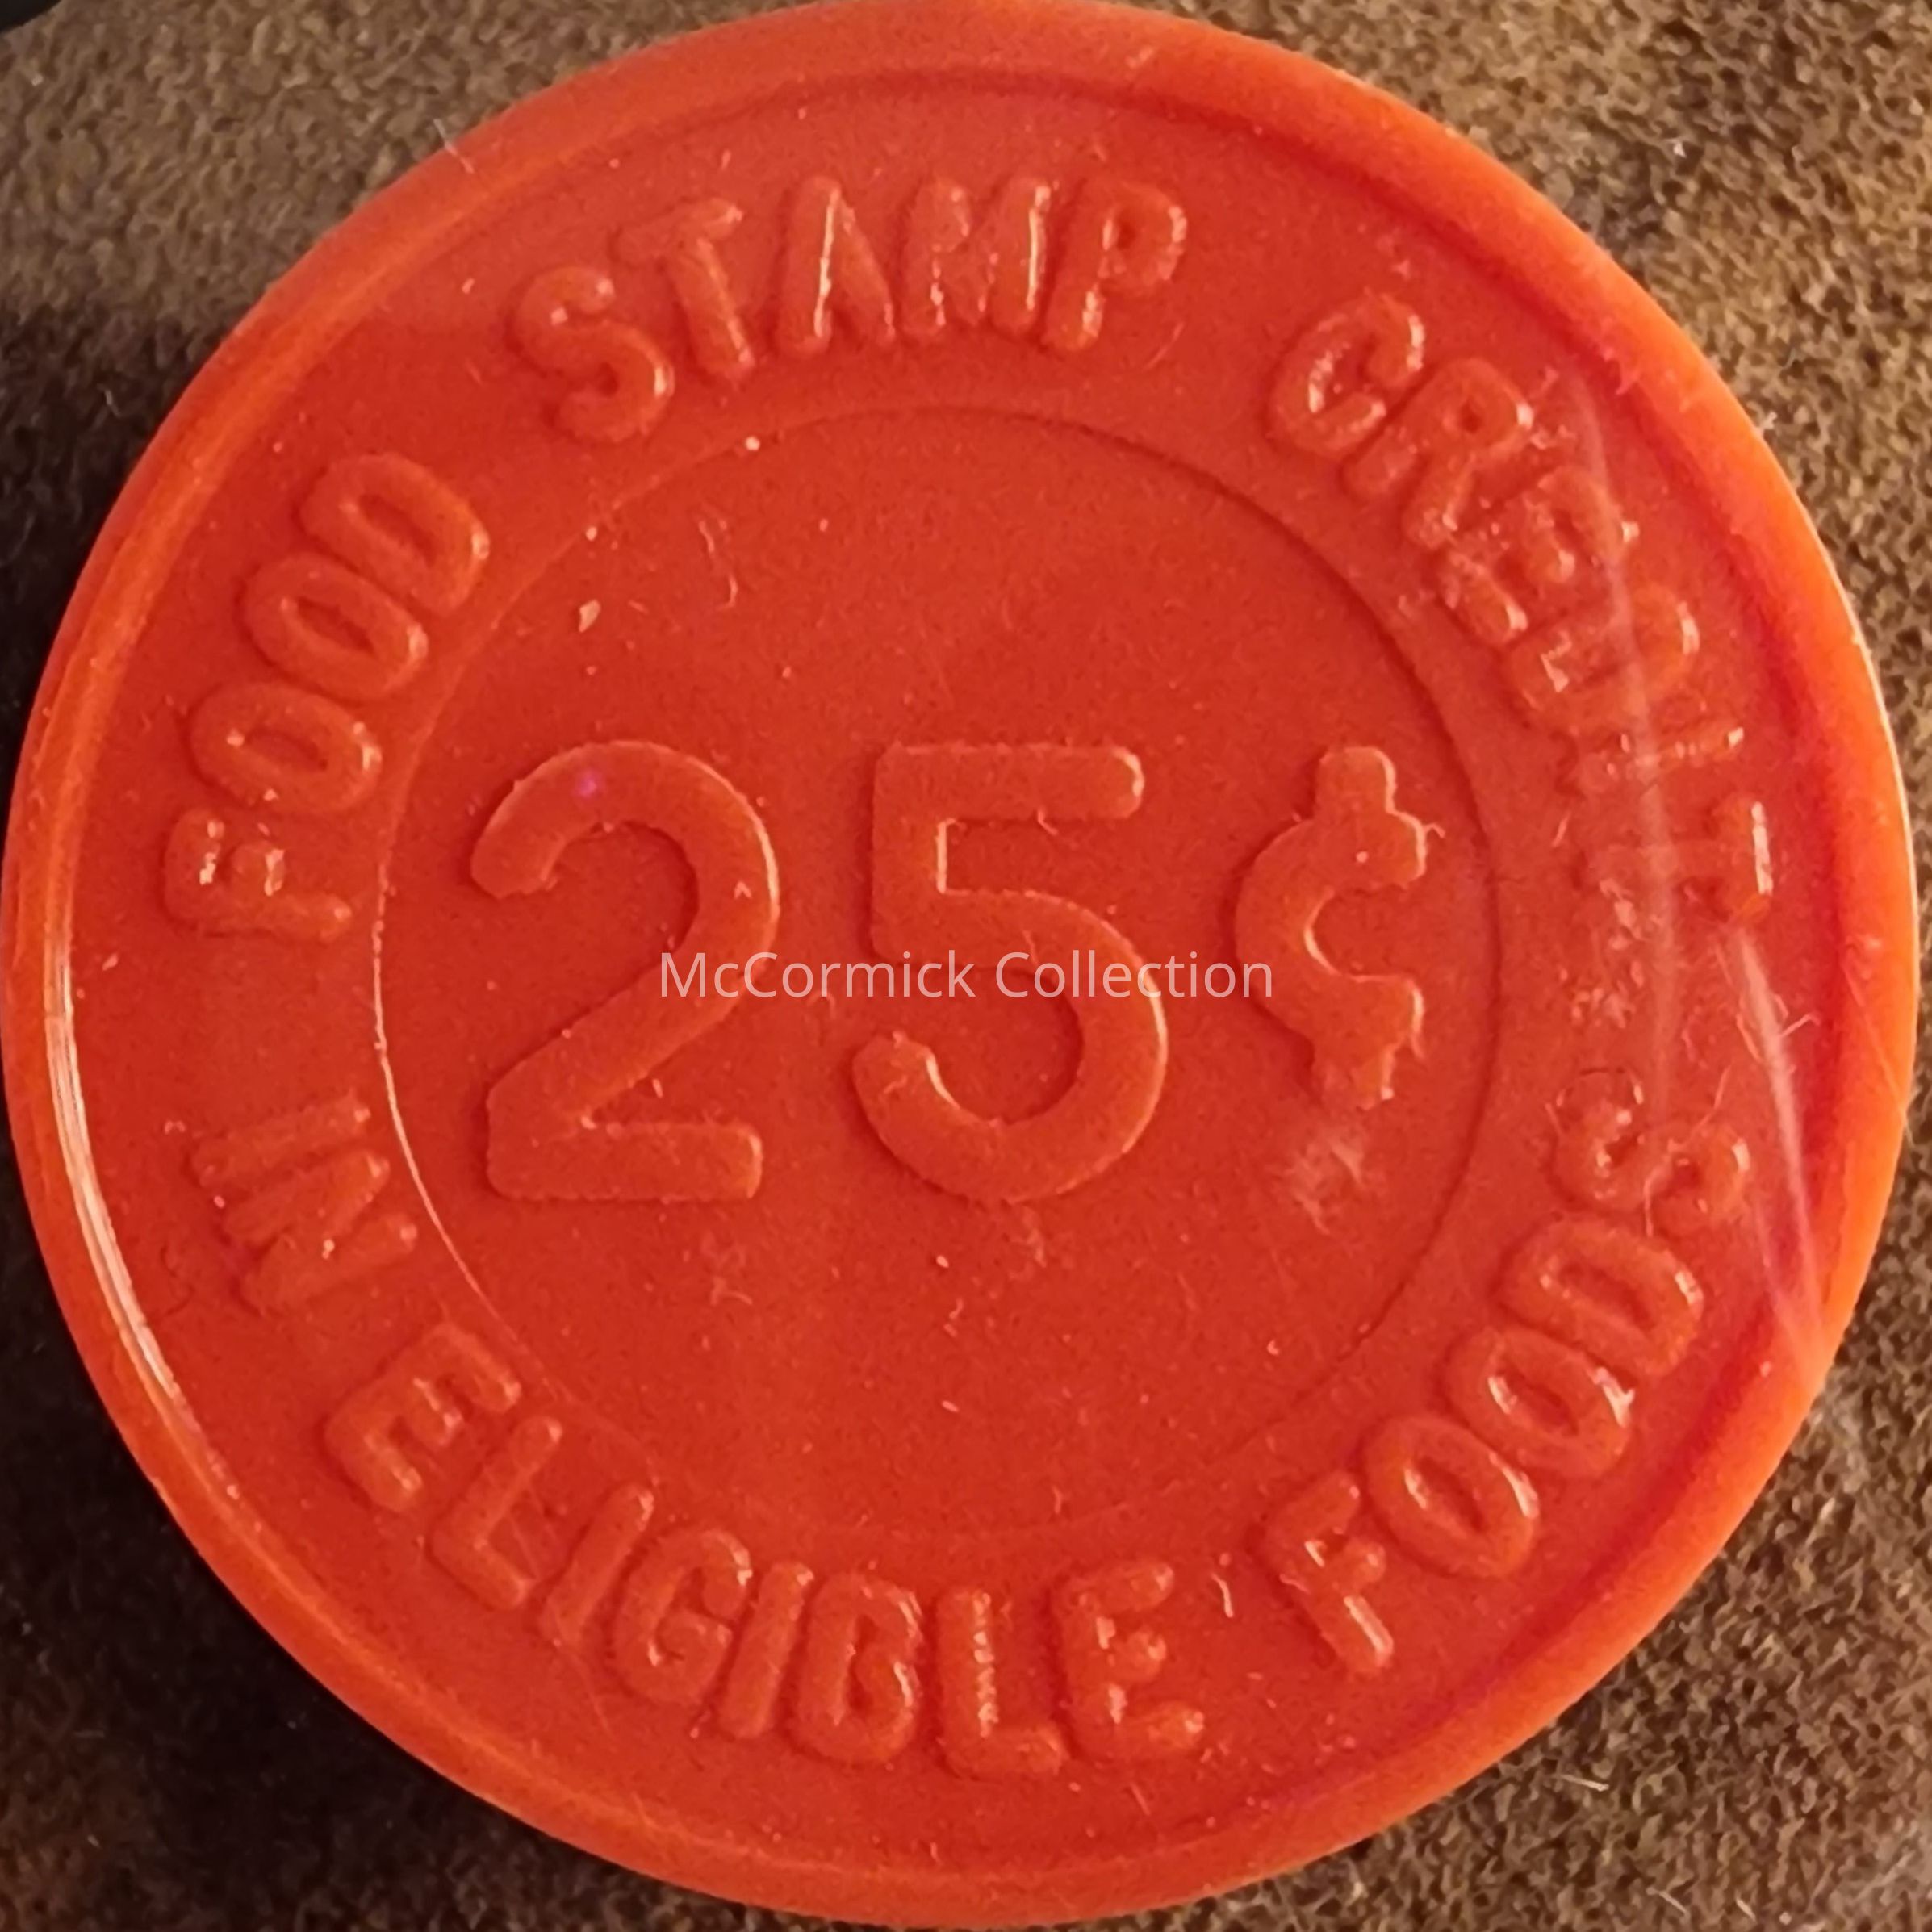 FOOD STAMP CREDIT
25¢
IN ELIGIBLE FOODS
McCormick Collection